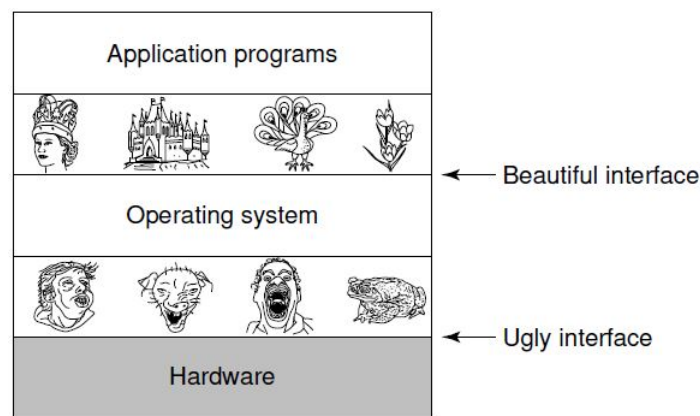 Application programs
Beautiful interface
Operating system
Ugly interface
Hardware